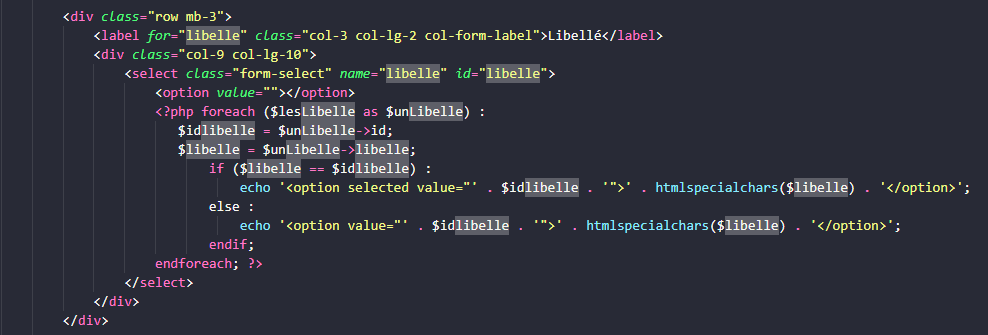 <div class="row mb-3">
<label for="libelle" class="col-3 col-lg-2 col-form-label">Libellé</label>
<div class="col-9 col-lg-10">
<select class="form-select" name="libelle" id="libelle">
<option value=""></option>
<?php foreach ($lesLibelle as $unLibelle) :
$idlibelle = $unLibelle->id;
$libelle = $unLibelle->libelle;
if ($libelle == $idlibelle) :
echo '<option selected value="' . $idlibelle . '">' . htmlspecialchars($libelle) . '</option>';
else :
echo '<option value="' . $idlibelle . '">' . htmlspecialchars($libelle) . '</option>';
endif;
endforeach; ?>
</select>
</div>
</div>